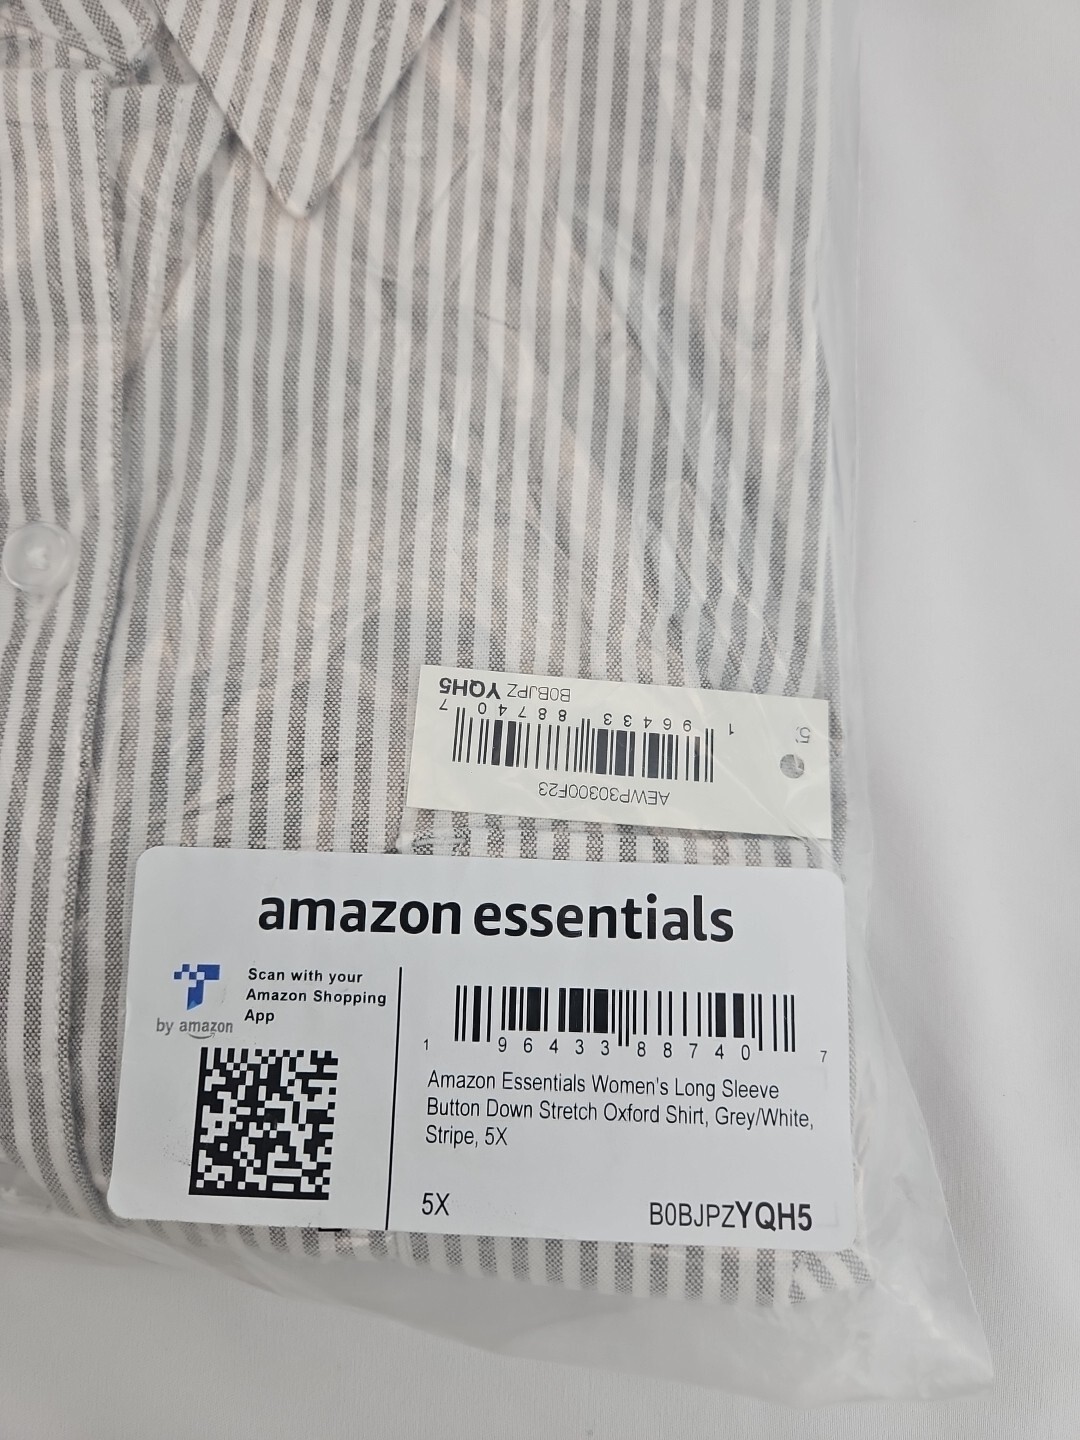 B0BJPZ YQH5
1 96433 88740 7
5
AEWP30300F23
amazon essentials
Scan with your
Amazon Shopping
App
by amazon
1 96433 88740 7
Amazon Essentials Women's Long Sleeve
Button Down Stretch Oxford Shirt, Grey/White,
Stripe, 5X
5X
B0BJPZYQH5